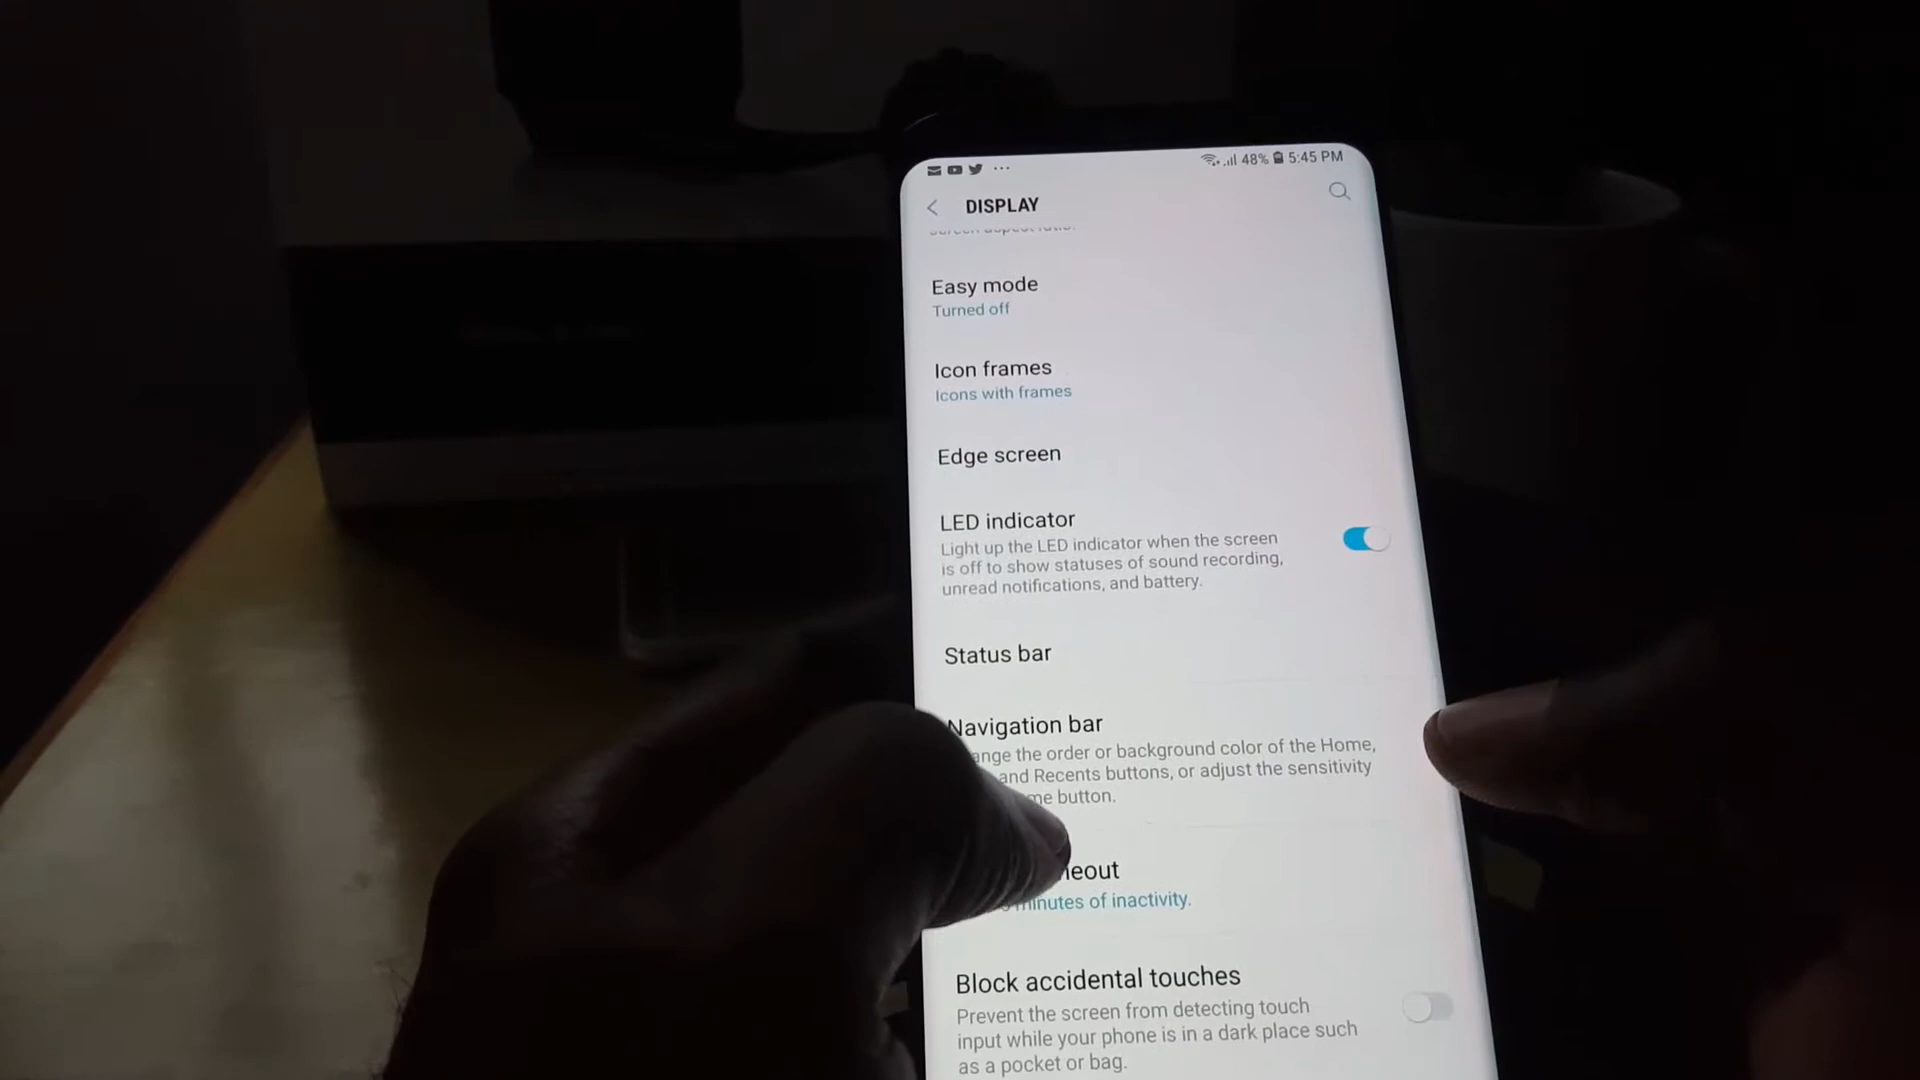 48% 5:45 PM
DISPLAY
Easy mode
Turned off
Icon frames
Icons with frames
Edge screen
LED indicator
Light up the LED indicator when the screen
is off to show statuses of sound recording,
unread notifications, and battery.
Status bar
Navigation bar
ange the order or background color of the Home,
and Recents buttons, or adjust the sensitivity
me button.
eout
minutes of inactivity.
Block accidental touches
Prevent the screen from detecting touch
input while your phone is in a dark place such
as a pocket or bag.